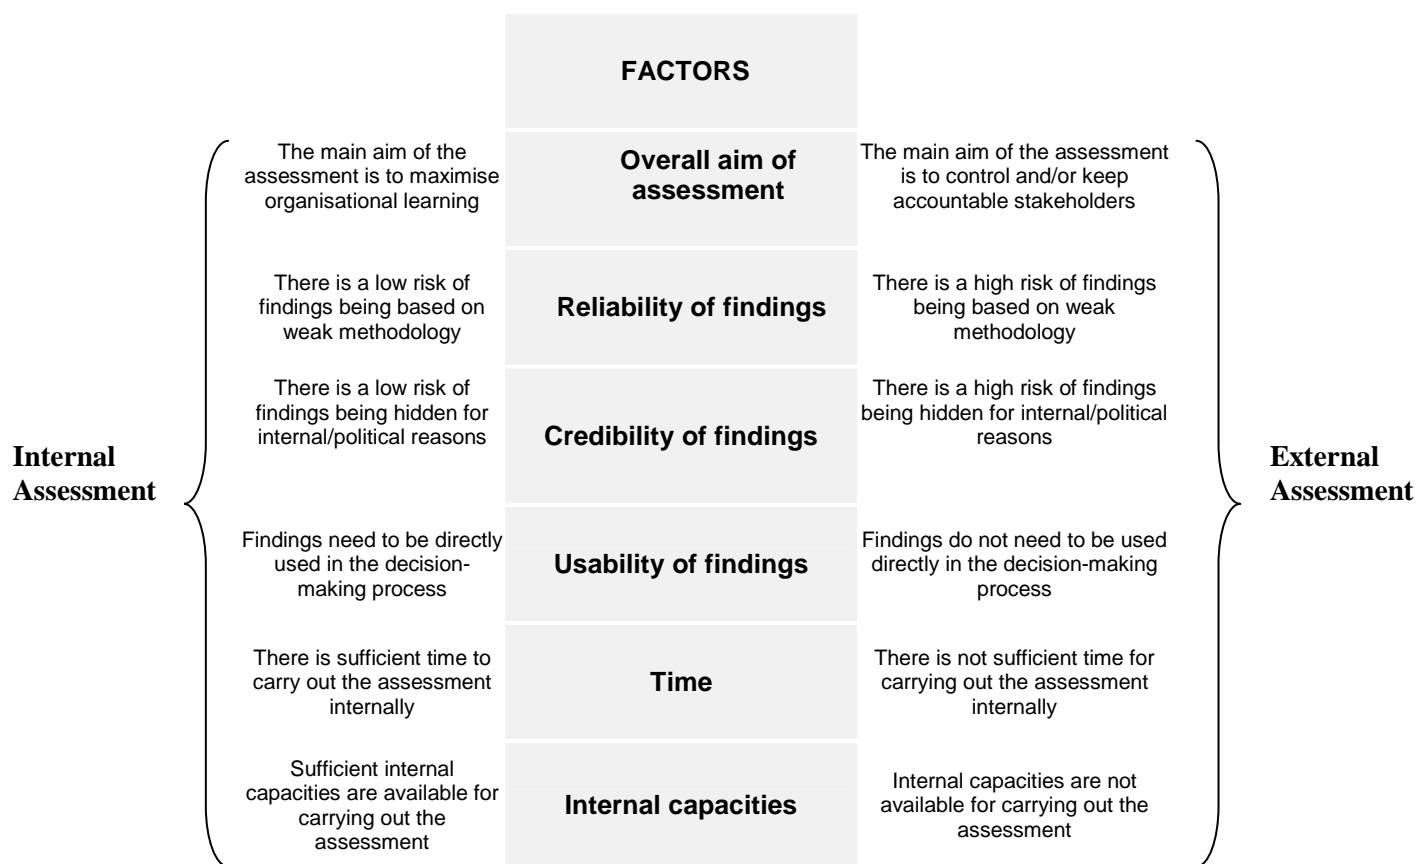 FACTORS
The main aim of the
assessment is to maximise
organisational learning
Overall aim of
assessment
The main aim of the assessment
is to control and/or keep
accountable stakeholders
There is a low risk of
findings being based on
weak methodology
Reliability of findings
There is a high risk of findings
being based on weak
methodology
There is a low risk of
findings being hidden for
internal/political reasons
Credibility of findings
There is a high risk of findings
being hidden for internal/political
reasons
Internal
Assessment
External
Assessment
Findings need to be directly
used in the decision-
making process
Usability of findings
Findings do not need to be used
directly in the decision-making
process
There is sufficient time to
carry out the assessment
internally
Time
There is not sufficient time for
carrying out the assessment
internally
Sufficient internal
capacities are available for
carrying out the
assessment
Internal capacities
Internal capacities are not
available for carrying out the
assessment